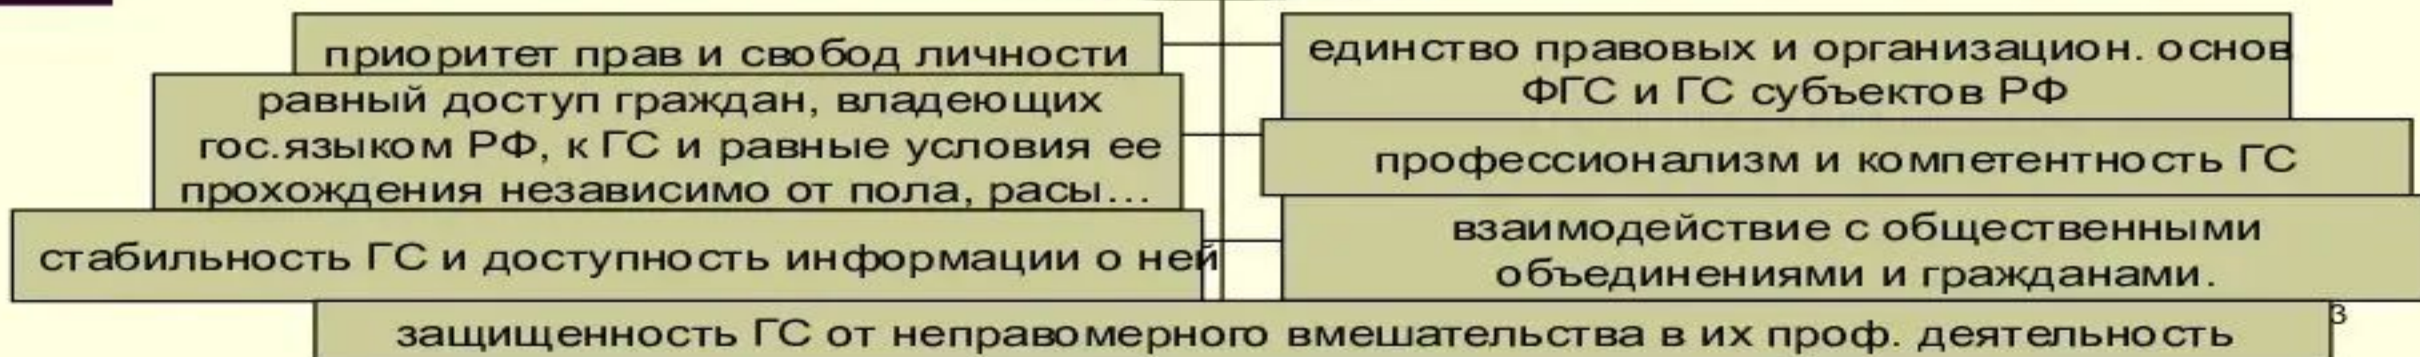 приоритет прав и свобод личности
единство правовых и организацион. основ
ФГС и ГС субъектов РФ
равный доступ граждан, владеющих
гос.языком РФ, к ГС и равные условия ее
прохождения независимо от пола, расы...
профессионализм и компетентность ГС
стабильность ГС и доступность информации о ней
взаимодействие с общественными
объединениями и гражданами.
защищенность ГС от неправомерного вмешательства в их проф. деятельность
3